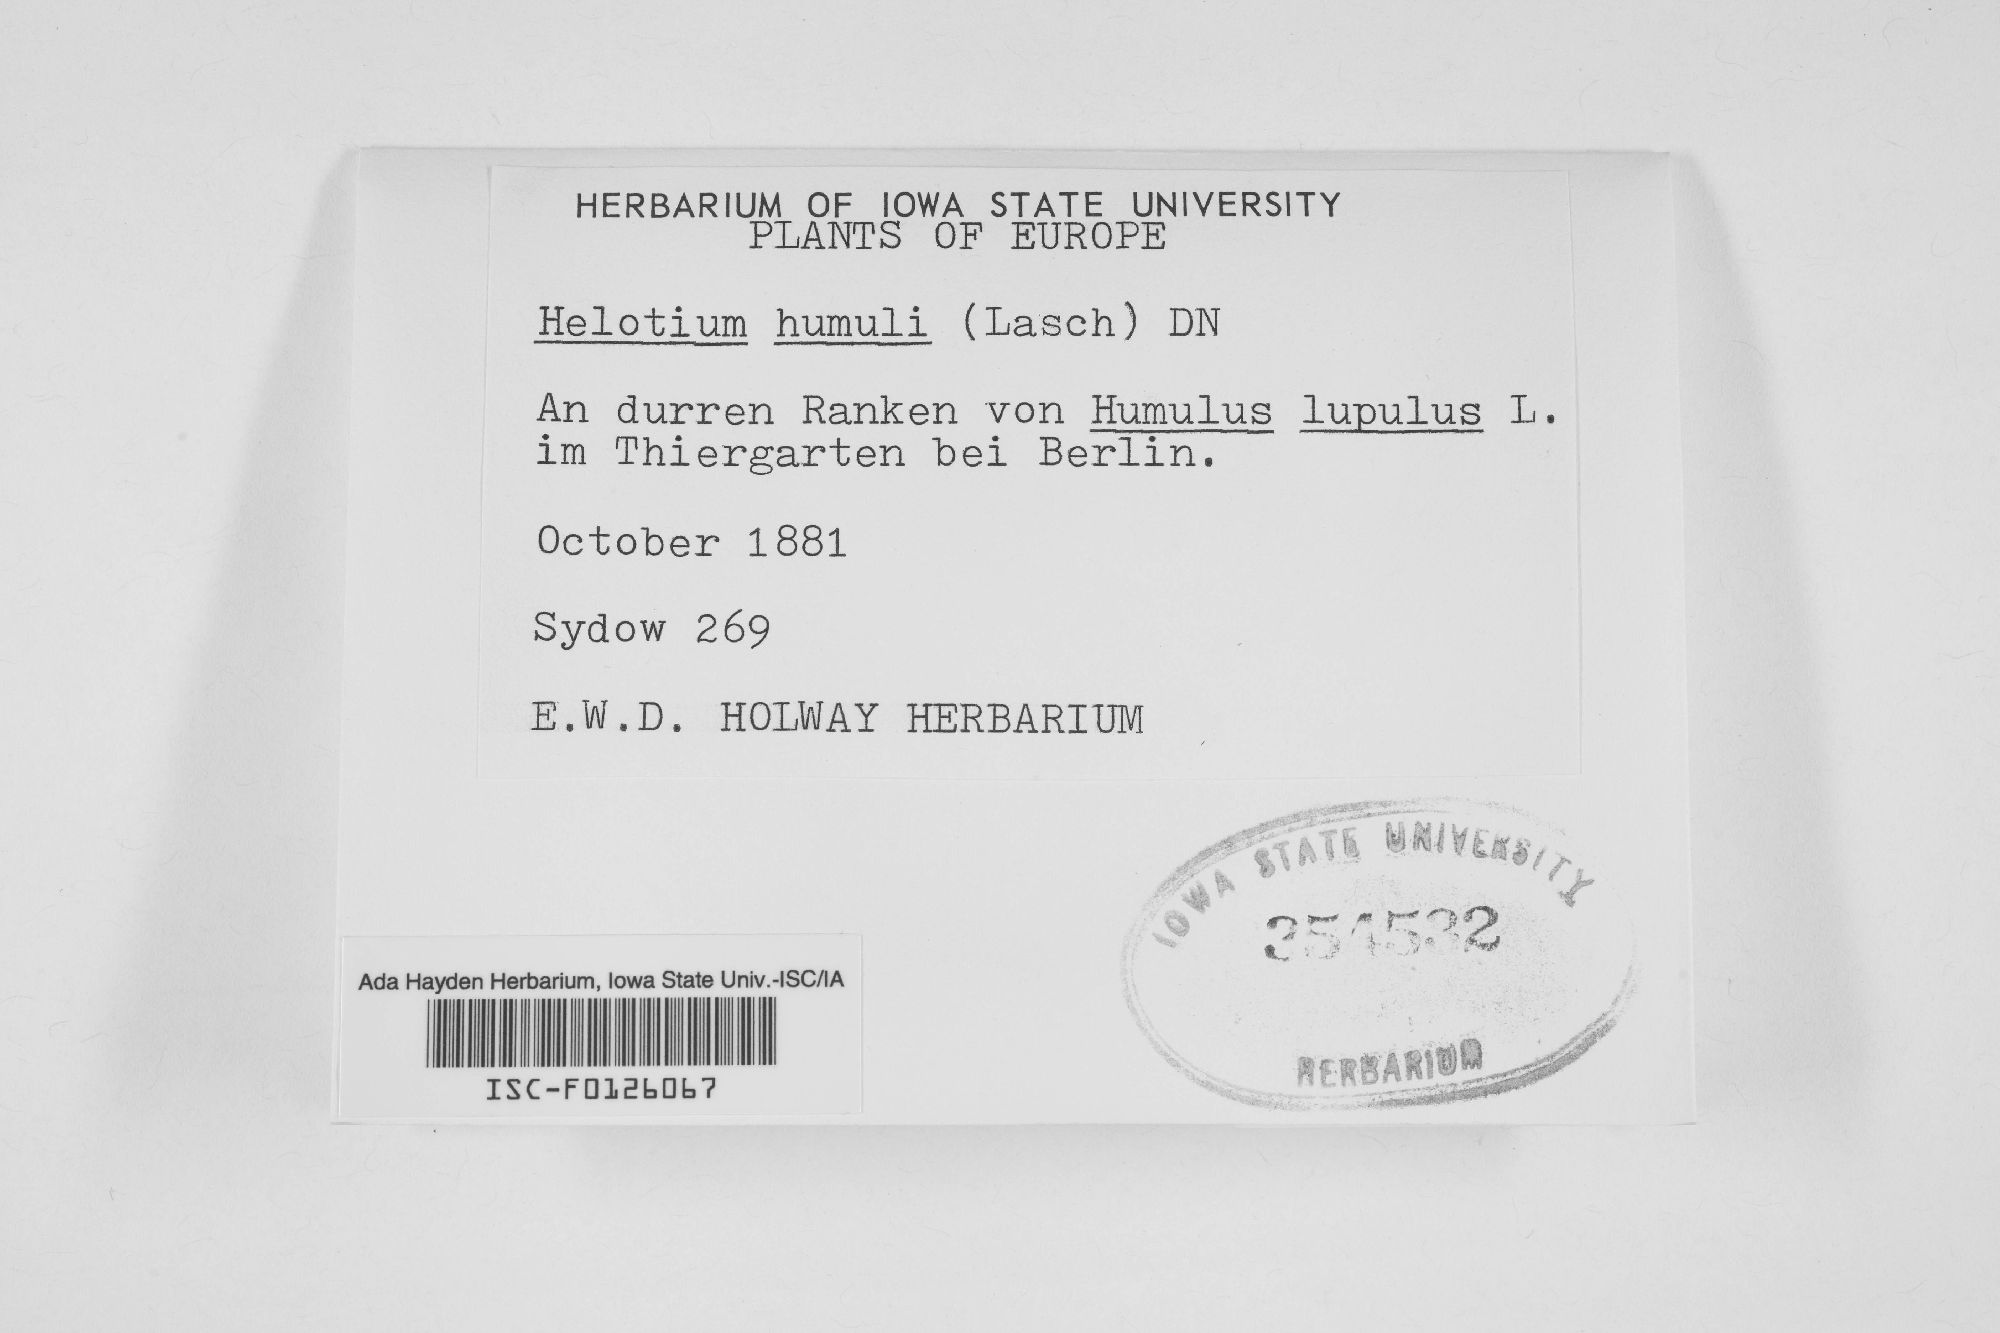 HERBARIUM OF IOWA STATE UNIVERSITY
PLANTS OF EUROPE
Helotium humuli (Lasch) DN
An durren Ranken von Humulus lupulus L.
im Thiergarten bei Berlin.
October 1881
Sydow 269
E.W.D. HOLWAY HERBARIUM
IOWA STATE UNIVERSITY
354532
HERBARIUM
Ada Hayden Herbarium, Iowa State Univ.-ISC/IA
ISC-F0126067